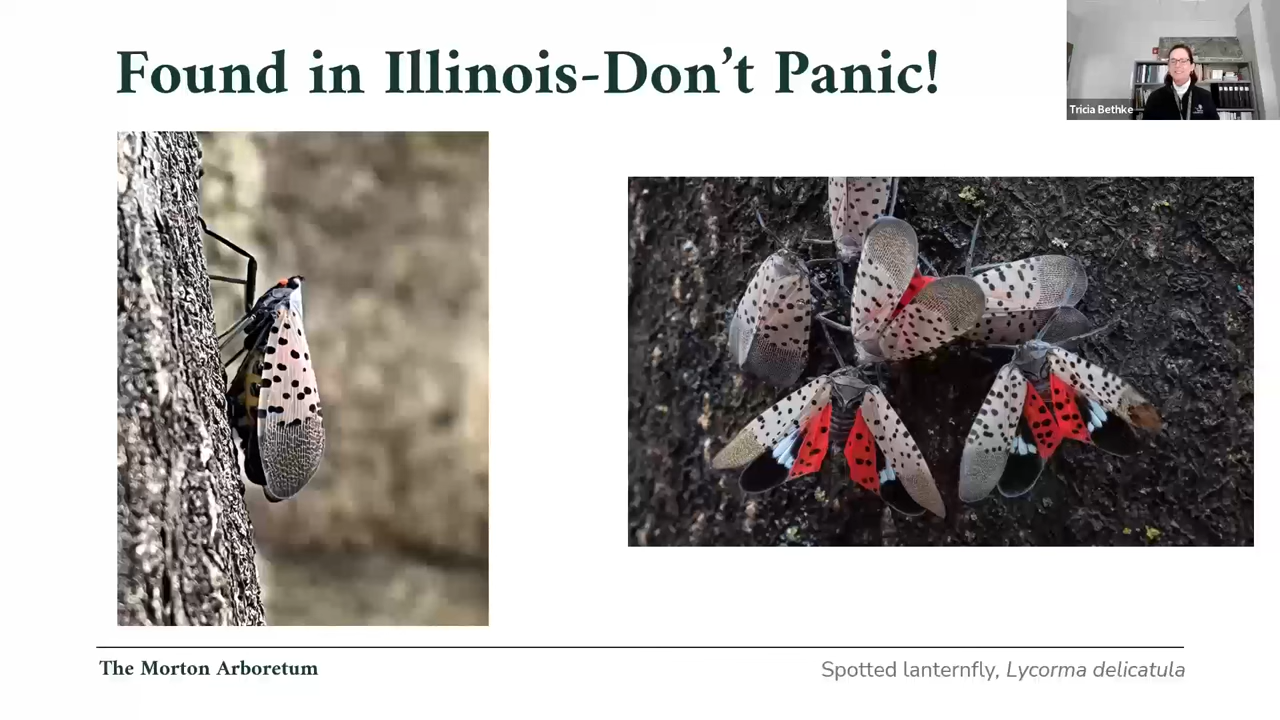 Found in Illinois-Don't Panic!
Tricia Bethke
The Morton Arboretum
Spotted lanternfly, Lycorma delicatula